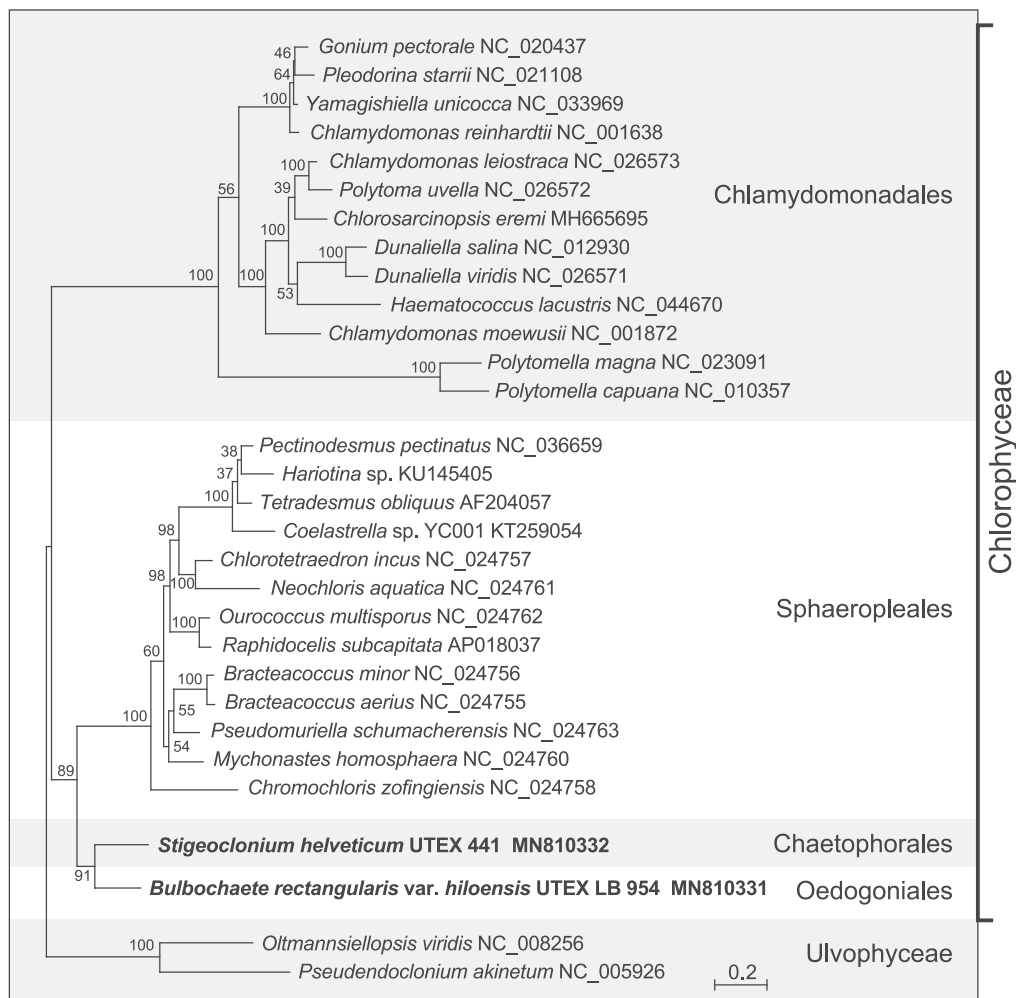 46
Gonium pectorale NC_020437
64
Pleodorina starrii NC_021108
100
Yamagishiella unicocca NC_033969
Chlamydomonas reinhardtii NC_001638
100
Chlamydomonas leiostraca NC_026573
56
39
Polytoma uvella NC_026572
Chlamydomonadales
Chlorosarcinopsis eremi MH665695
100
100
Dunaliella salina NC_012930
100
100
Dunaliella viridis NC_026571
53
Haematococcus lacustris NC_044670
Chlamydomonas moewusii NC_001872
100
Polytomella magna NC_023091
Polytomella capuana NC_010357
Chlorophyceae
38
Pectinodesmus pectinatus NC_036659
37
Hariotina sp. KU145405
100
Tetradesmus obliquus AF204057
98
Coelastrella sp. YC001 KT259054
98
Chlorotetraedron incus NC_024757
100
Neochloris aquatica NC_024761
Sphaeropleales
100
Ourococcus multisporus NC_024762
Raphidocelis subcapitata AP018037
60
100
Bracteacoccus minor NC_024756
55
Bracteacoccus aerius NC_024755
100
Pseudomuriella schumacherensis NC_024763
54
Mychonastes homosphaera NC_024760
89
Chromochloris zofingiensis NC_024758
Stigeoclonium helveticum UTEX 441 MN810332
Chaetophorales
91
Bulbochaete rectangularis var. hiloensis UTEX LB 954 MN810331
Oedogoniales
100
Oltmannsiellopsis viridis NC_008256
Ulvophyceae
Pseudendoclonium akinetum NC_005926
0.2